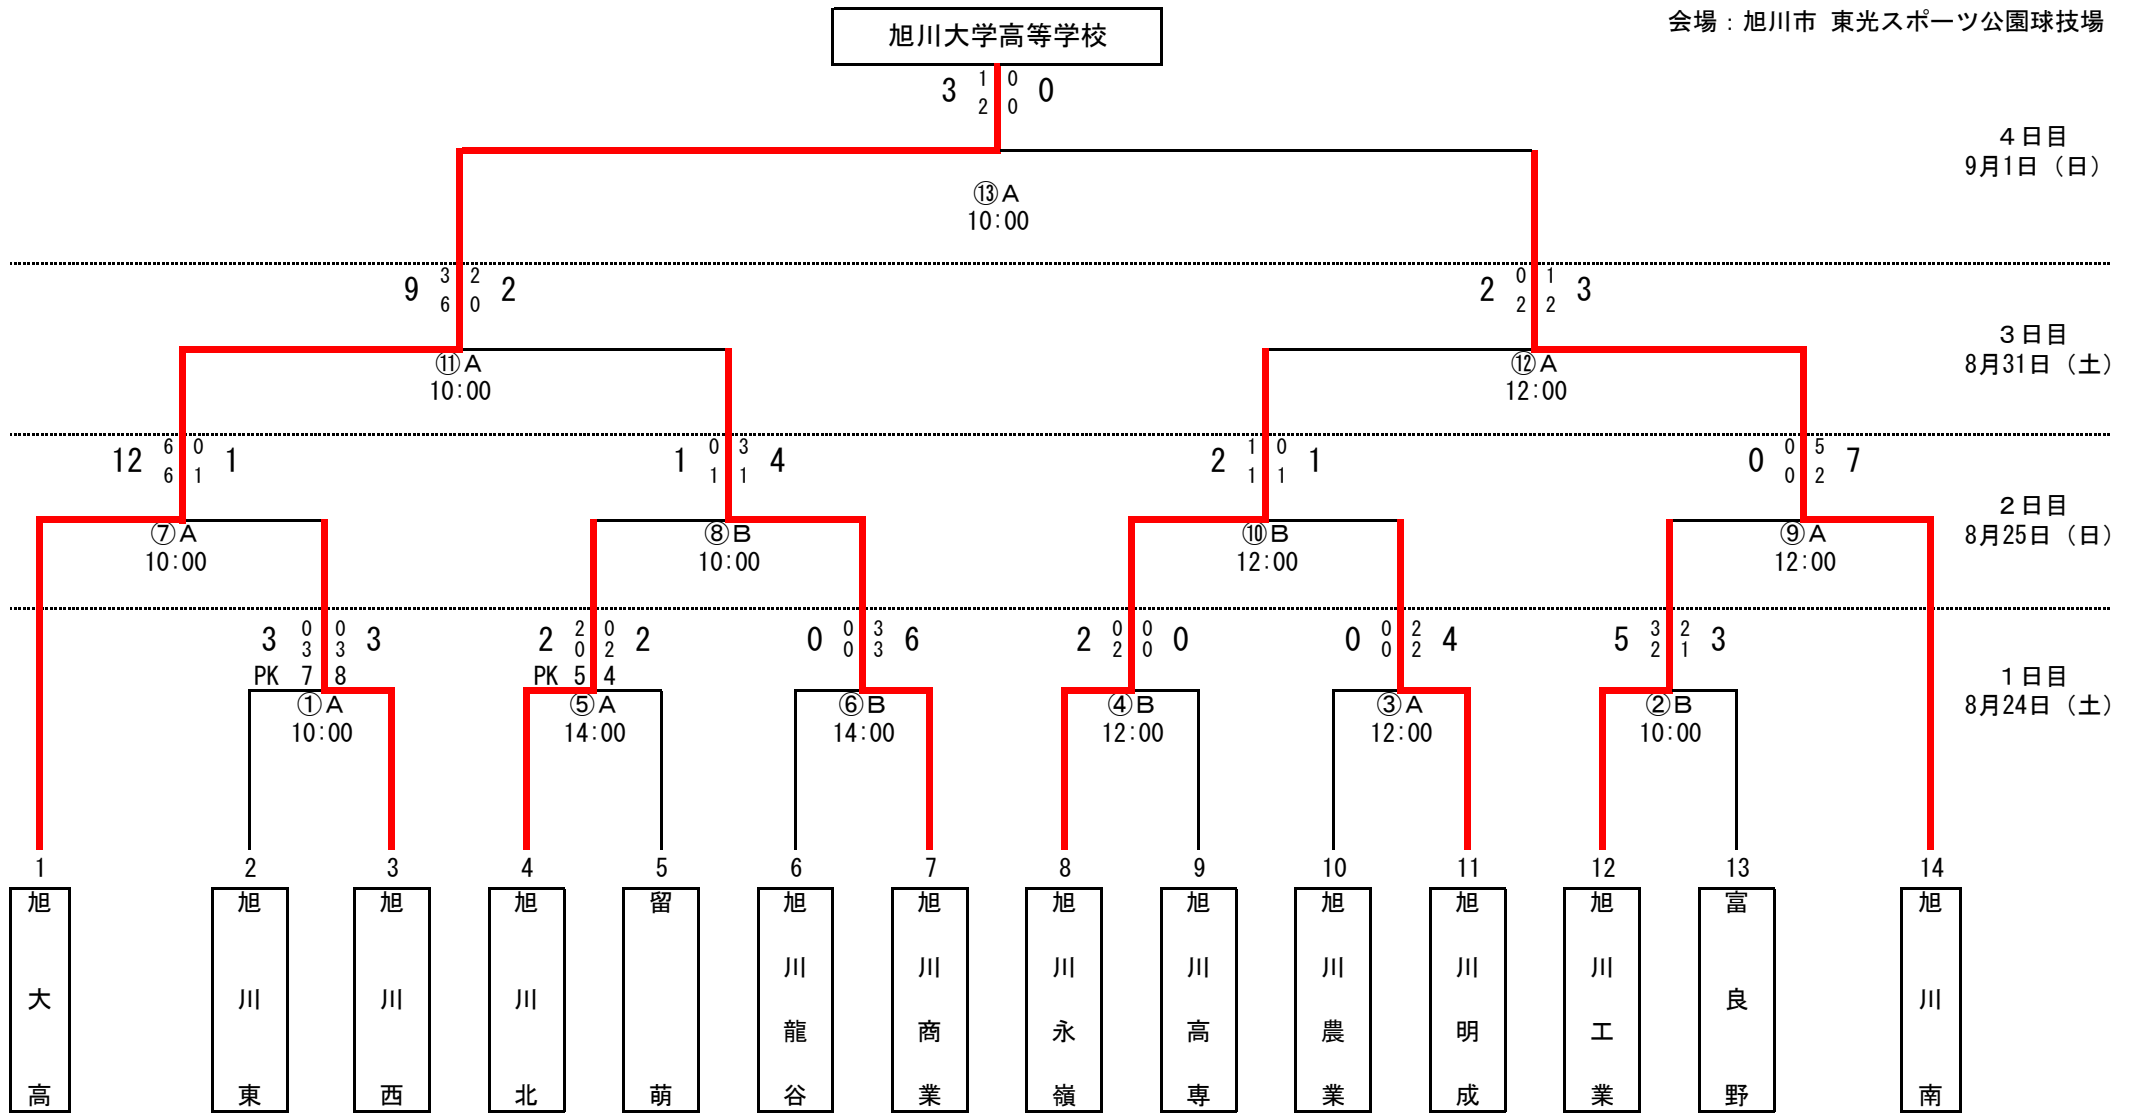 旭川大学高等学校
会場：旭川市 東光スポーツ公園球技場
3 1 0 0
2 0
4日目
9月1日（日）
⑬A
10:00
9 3 2 2
6 0
2 0 1 3
2 2
3日目
8月31日（土）
⑪A
10:00
⑫A
12:00
12 6 0 1
6 1
1 0 3 4
1 1
2 1 0 1
1 1
0 0 5 7
0 2
2日目
8月25日（日）
⑦A
10:00
⑧B
10:00
⑩B
12:00
⑨A
12:00
3 0 0 3
3 3
PK 7 8
2 2 0 2
0 2
PK 5 4
0 0 3 6
0 3
2 0 0 0
2 0
0 0 2 4
0 2
5 3 2 3
2 1
1日目
8月24日（土）
①A
10:00
⑤A
14:00
⑥B
14:00
④B
12:00
③A
12:00
②B
10:00
1 2 3 4 5 6 7 8 9 10 11 12 13 14
旭大高
旭川東
旭川西
旭川北
留萌
旭川龍谷
旭川商業
旭川永嶺
旭川高専
旭川農業
旭川明成
旭川工業
富良野
旭川南